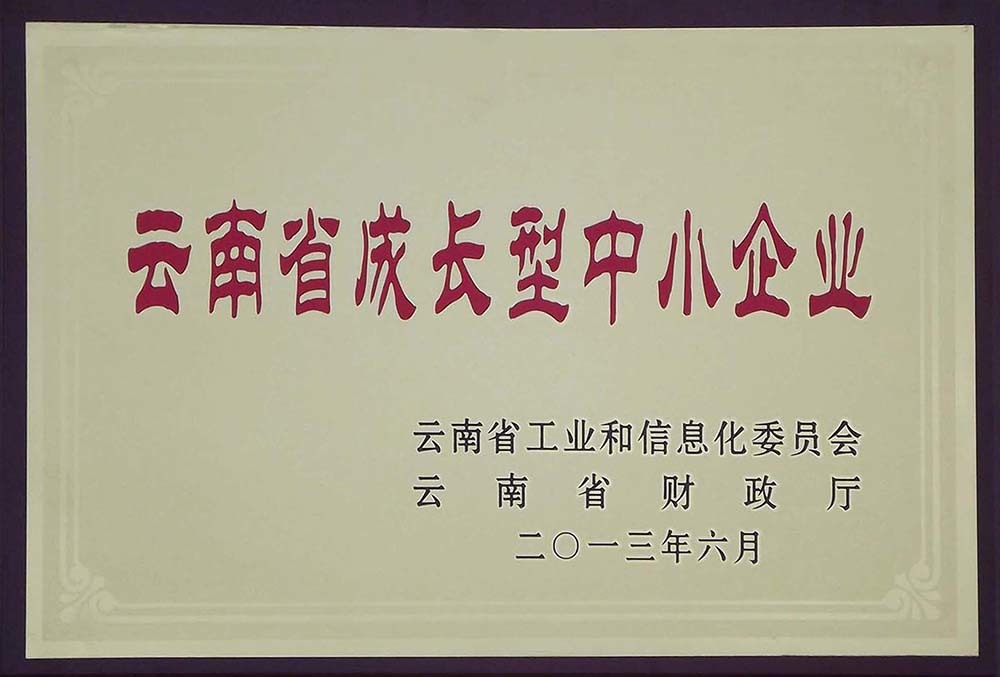 云南省成长型中小企业
云南省工业和信息化委员会
云南省财政厅
二〇一三年六月